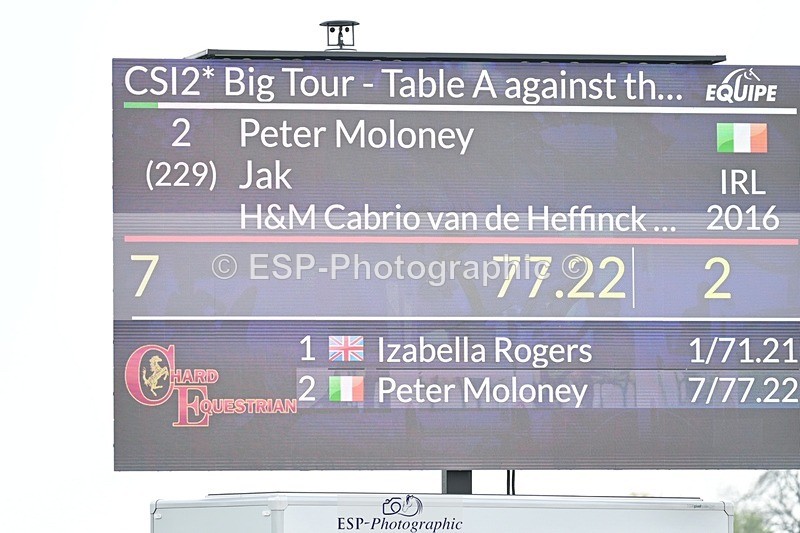 CSI2* Big Tour - Table A against th...
EQUIPE
2 Peter Moloney
(229) Jak IRL
H&M Cabrio van de Heffinck ... 2016
7 77.22 2
© ESP-Photographic ©
1 Izabella Rogers 1/71.21
2 Peter Moloney 7/77.22
CHARD
EQUESTRIAN
ESP-Photographic